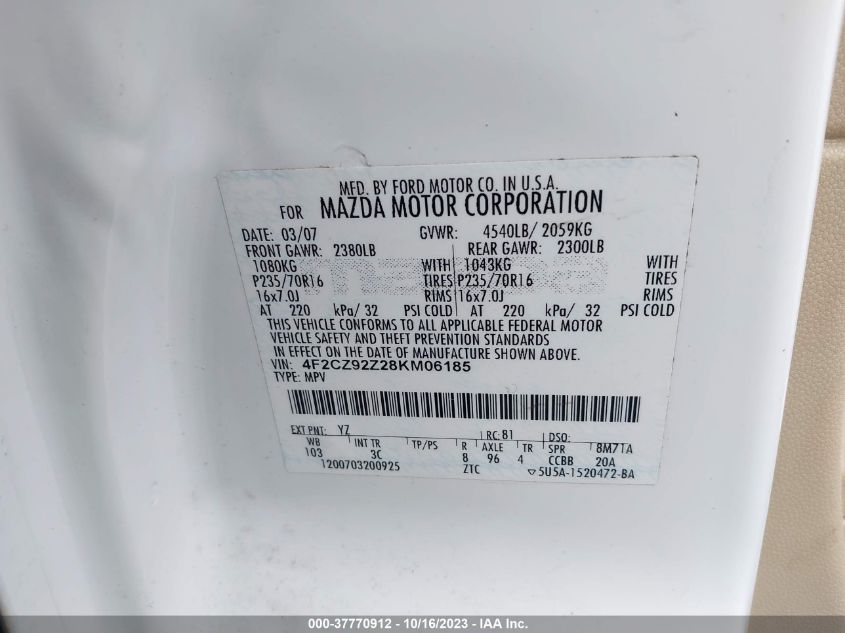 MFD. BY FORD MOTOR CO. IN U.S.A.
FOR MAZDA MOTOR CORPORATION
DATE: 03/07 GVWR: 4540LB/ 2059KG
FRONT GAWR: 2380LB REAR GAWR: 2300LB
1080KG WITH 1043KG WITH
P235/70R16 TIRES P235/70R16 TIRES
16x7.0J RIMS 16x7.0J RIMS
AT 220 kPa/ 32 PSI COLD AT 220 kPa/ 32 PSI COLD
THIS VEHICLE CONFORMS TO ALL APPLICABLE FEDERAL MOTOR
VEHICLE SAFETY AND THEFT PREVENTION STANDARDS
IN EFFECT ON THE DATE OF MANUFACTURE SHOWN ABOVE.
VIN: 4F2CZ92Z28KM06185
TYPE: MPV
EXT PNT: YZ RC: 81 DSO:
WB INT TR TP/PS R AXLE TR SPR 8M71A
103 3C 8 96 4 CCBB 20A
1200703200925 ZTC ▽5U5A-1520472-BA
000-37770912 - 10/16/2023 - IAA Inc.